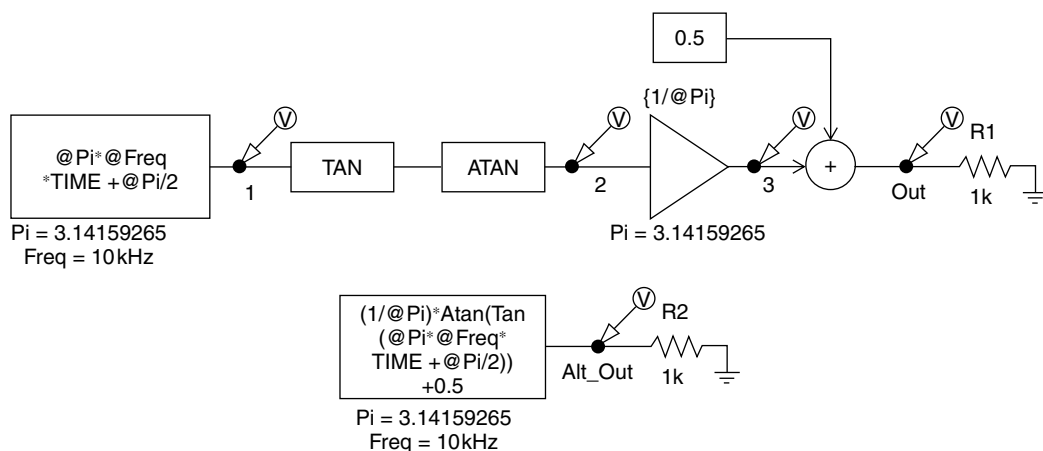 0.5
{1/@Pi}
@Pi*@Freq
*TIME +@Pi/2
V
TAN
ATAN
V
V
+
V
R1
1
2
3
Out
1k
Pi = 3.14159265
Freq = 10kHz
Pi = 3.14159265
(1/@Pi)*Atan(Tan
(@Pi*@Freq*
TIME +@Pi/2))
+0.5
V
R2
Alt_Out
1k
Pi = 3.14159265
Freq = 10kHz